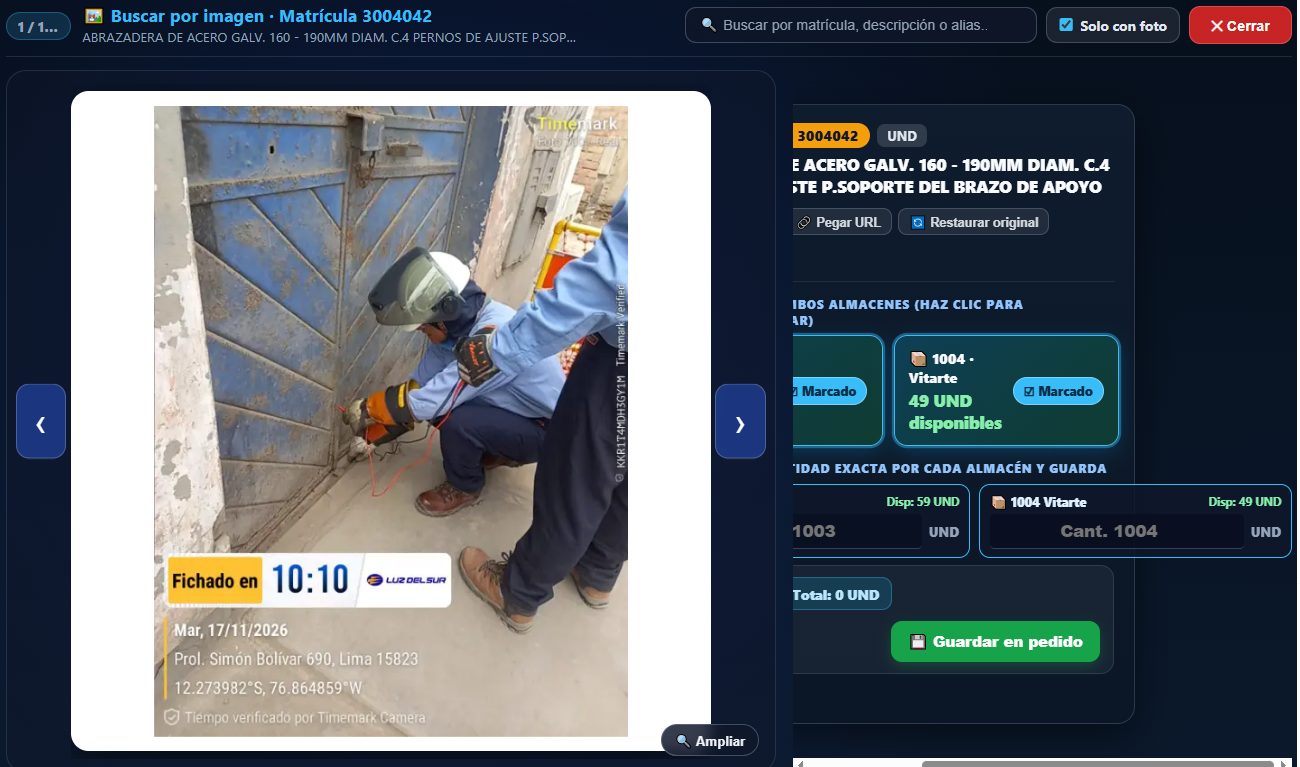 1 / 1...
Buscar por imagen · Matrícula 3004042
ABRAZADERA DE ACERO GALV. 160 - 190MM DIAM. C.4 PERNOS DE AJUSTE P.SOP...
Buscar por matrícula, descripción o alias..
Solo con foto
Cerrar
Timemark
KKR1T4MDH3GY1M Timemark Verified
Fichado en 10:10 LUZ DEL SUR
Mar, 17/11/2026
Prol. Simón Bolívar 690, Lima 15823
12.273982°S, 76.864859°W
Tiempo verificado por Timemark Camera
❮
❯
Ampliar
3004042 UND
E ACERO GALV. 160 - 190MM DIAM. C.4
STE P.SOPORTE DEL BRAZO DE APOYO
Pegar URL
Restaurar original
MBOS ALMACENES (HAZ CLIC PARA
AR)
Marcado
1004 ·
Vitarte
49 UND
disponibles
Marcado
TIDAD EXACTA POR CADA ALMACÉN Y GUARDA
Disp: 59 UND
1003 UND
1004 Vitarte Disp: 49 UND
Cant. 1004 UND
Total: 0 UND
Guardar en pedido